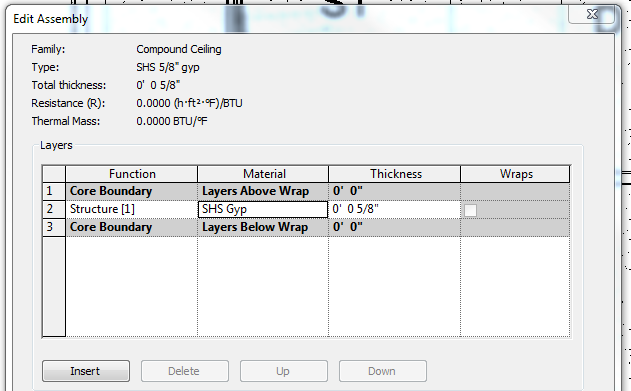 Edit Assembly
Family: Compound Ceiling
Type: SHS 5/8" gyp
Total thickness: 0' 0 5/8"
Resistance (R): 0.0000 (h·ft²·ºF)/BTU
Thermal Mass: 0.0000 BTU/ºF
Layers
Function Material Thickness Wraps
1 Core Boundary Layers Above Wrap 0' 0"
2 Structure [1] SHS Gyp 0' 0 5/8"
3 Core Boundary Layers Below Wrap 0' 0"
Insert Delete Up Down